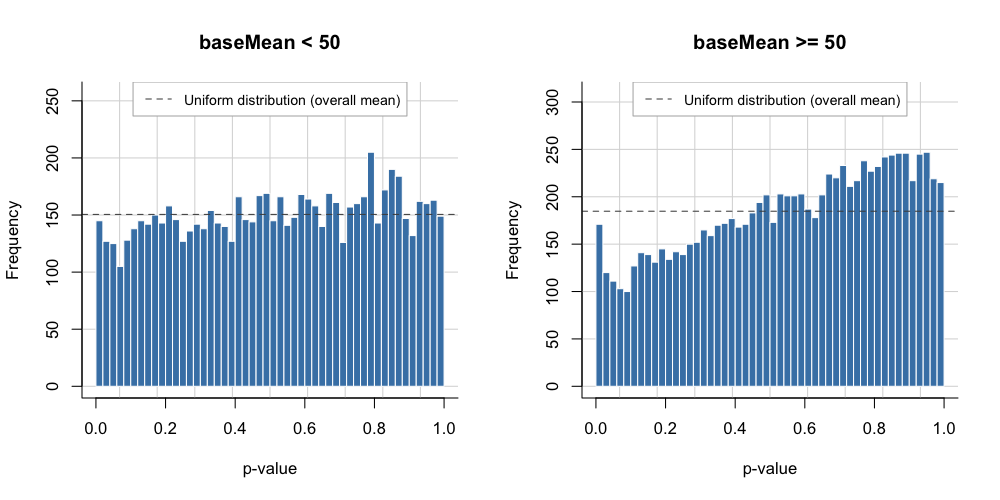 baseMean < 50
Uniform distribution (overall mean)
Frequency
0
50
100
150
200
250
0.0 0.2 0.4 0.6 0.8 1.0
p-value
baseMean >= 50
Uniform distribution (overall mean)
Frequency
0
50
100
150
200
250
300
0.0 0.2 0.4 0.6 0.8 1.0
p-value